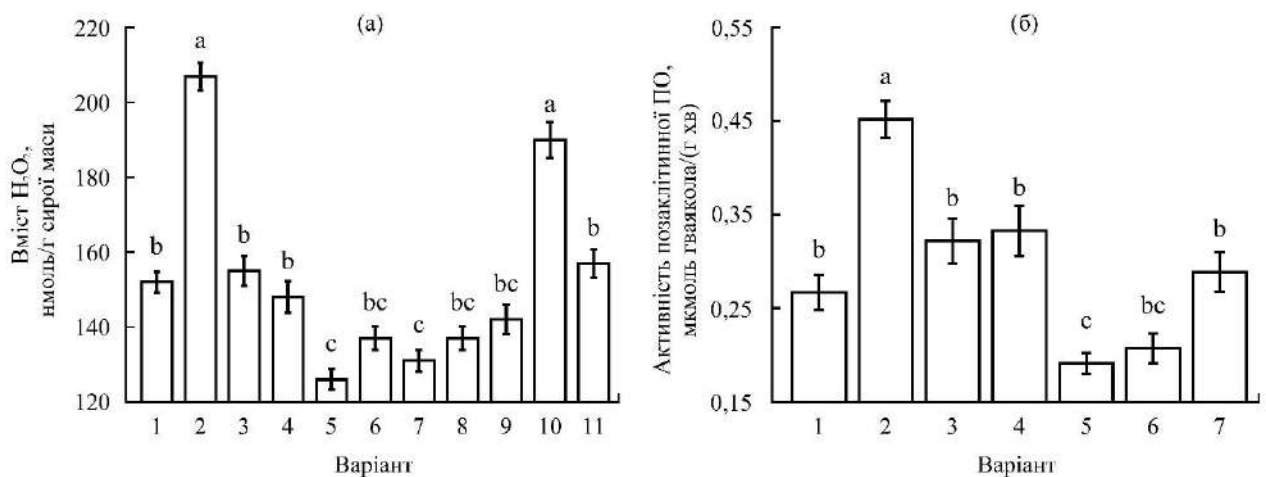 (а)
Вміст H₂O₂,
нмоль/г сирої маси
220
200
180
160
140
120
b
a
b
b
c
bc
c
bc
bc
a
b
1 2 3 4 5 6 7 8 9 10 11
Варіант
(б)
Активність позаклітинної ПО,
мкмоль гваякола/(г хв)
0,55
0,45
0,35
0,25
0,15
b
a
b
b
c
bc
b
1 2 3 4 5 6 7
Варіант